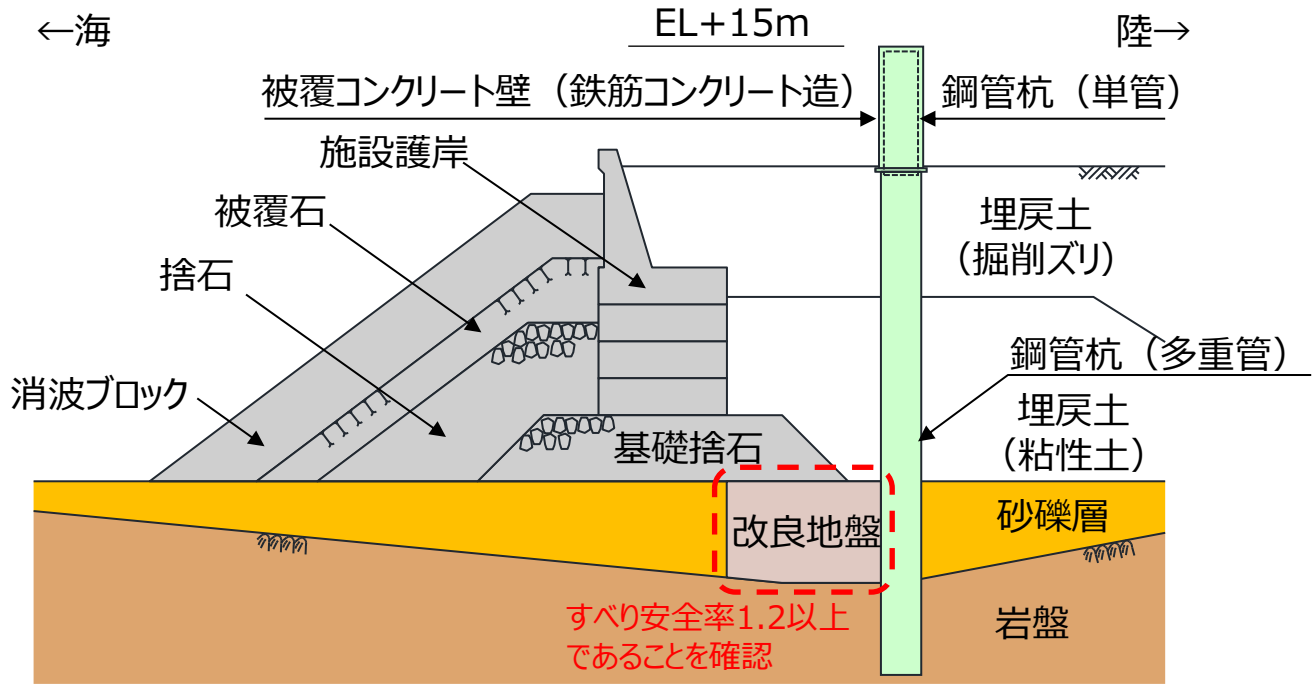 ←海
EL+15m
陸→
被覆コンクリート壁（鉄筋コンクリート造）
鋼管杭（単管）
施設護岸
被覆石
捨石
埋戻土
（掘削ズリ）
消波ブロック
鋼管杭（多重管）
埋戻土
（粘性土）
基礎捨石
改良地盤
砂礫層
すべり安全率1.2以上
であることを確認
岩盤